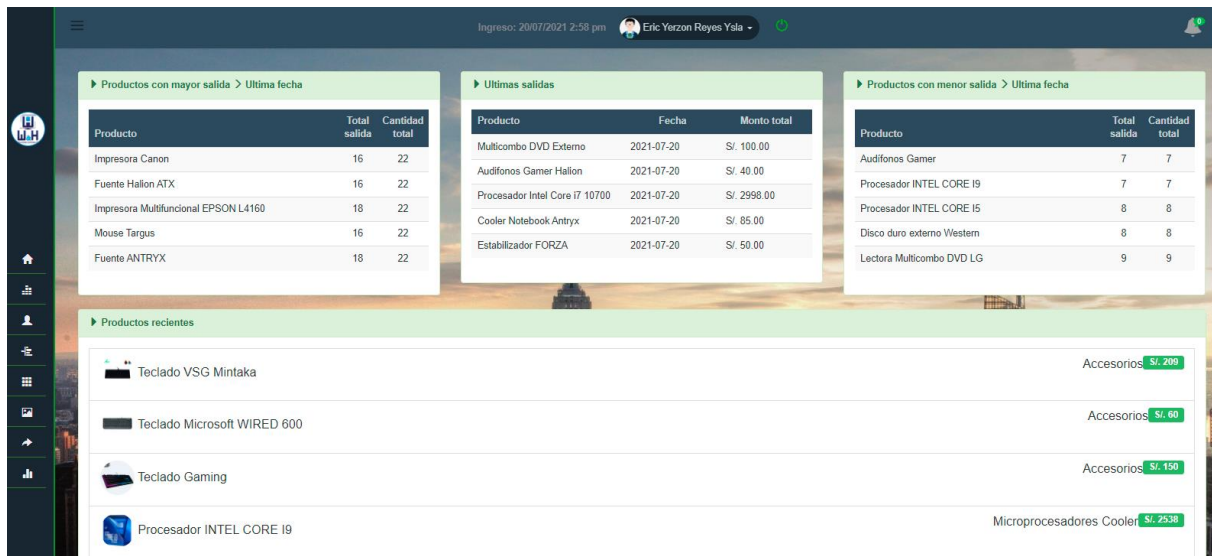 Ingreso: 20/07/2021 2:58 pm Eric Yerzon Reyes Ysla
0
W&H
Productos con mayor salida > Ultima fecha
Producto Total salida Cantidad total
Impresora Canon 16 22
Fuente Halion ATX 16 22
Impresora Multifuncional EPSON L4160 18 22
Mouse Targus 16 22
Fuente ANTRYX 18 22
Ultimas salidas
Producto Fecha Monto total
Multicombo DVD Externo 2021-07-20 S/. 100.00
Audifonos Gamer Halion 2021-07-20 S/. 40.00
Procesador Intel Core i7 10700 2021-07-20 S/. 2998.00
Cooler Notebook Antryx 2021-07-20 S/. 85.00
Estabilizador FORZA 2021-07-20 S/. 50.00
Productos con menor salida > Ultima fecha
Producto Total salida Cantidad total
Audífonos Gamer 7 7
Procesador INTEL CORE I9 7 7
Procesador INTEL CORE I5 8 8
Disco duro externo Western 8 8
Lectora Multicombo DVD LG 9 9
Productos recientes
Teclado VSG Mintaka Accesorios S/. 209
Teclado Microsoft WIRED 600 Accesorios S/. 60
Teclado Gaming Accesorios S/. 150
Procesador INTEL CORE I9 Microprocesadores Cooler S/. 2538